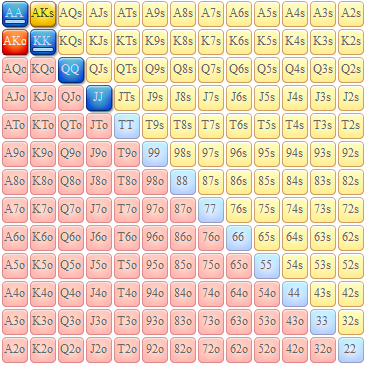 AA AKs AQs AJs ATs A9s A8s A7s A6s A5s A4s A3s A2s
AKo KK KQs KJs KTs K9s K8s K7s K6s K5s K4s K3s K2s
AQo KQo QQ QJs QTs Q9s Q8s Q7s Q6s Q5s Q4s Q3s Q2s
AJo KJo QJo JJ JTs J9s J8s J7s J6s J5s J4s J3s J2s
ATo KTo QTo JTo TT T9s T8s T7s T6s T5s T4s T3s T2s
A9o K9o Q9o J9o T9o 99 98s 97s 96s 95s 94s 93s 92s
A8o K8o Q8o J8o T8o 98o 88 87s 86s 85s 84s 83s 82s
A7o K7o Q7o J7o T7o 97o 87o 77 76s 75s 74s 73s 72s
A6o K6o Q6o J6o T6o 96o 86o 76o 66 65s 64s 63s 62s
A5o K5o Q5o J5o T5o 95o 85o 75o 65o 55 54s 53s 52s
A4o K4o Q4o J4o T4o 94o 84o 74o 64o 54o 44 43s 42s
A3o K3o Q3o J3o T3o 93o 83o 73o 63o 53o 43o 33 32s
A2o K2o Q2o J2o T2o 92o 82o 72o 62o 52o 42o 32o 22